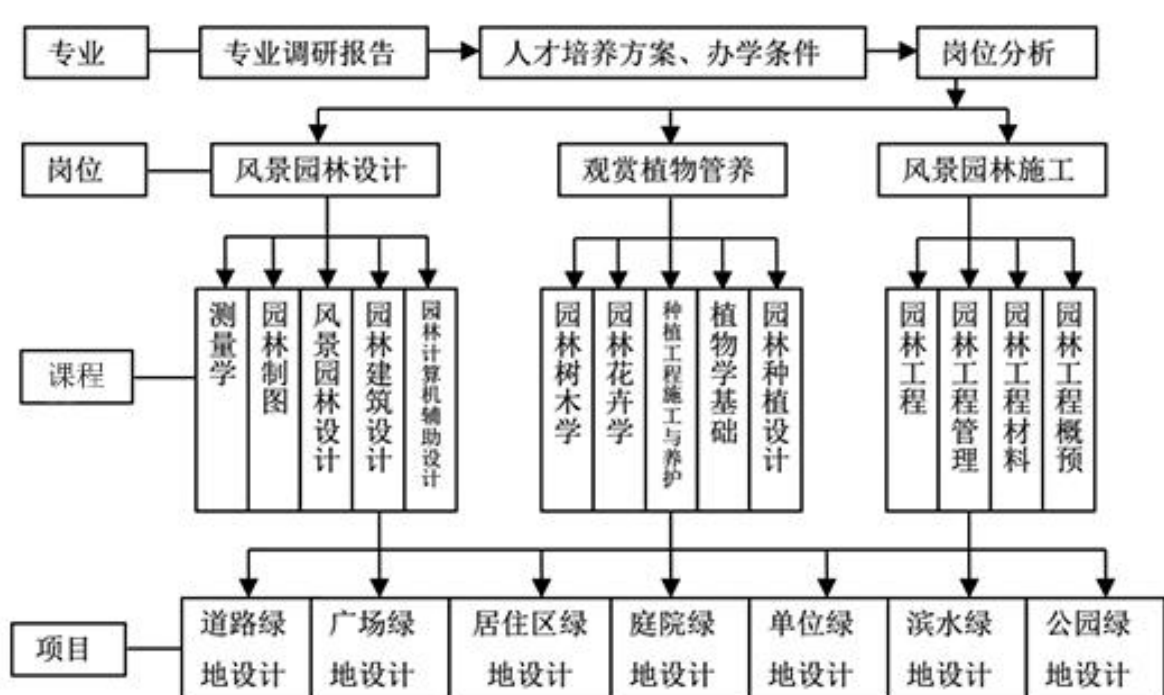 专业
专业调研报告
人才培养方案、办学条件
岗位分析
岗位
风景园林设计
观赏植物管养
风景园林施工
课程
测量学
园林制图
风景园林设计
园林建筑设计
园林计算机辅助设计
园林树木学
园林花卉学
种植工程施工与养护
植物学基础
园林种植设计
园林工程
园林工程管理
园林工程材料
园林工程概预
项目
道路绿
地设计
广场绿
地设计
居住区绿
地设计
庭院绿
地设计
单位绿
地设计
滨水绿
地设计
公园绿
地设计